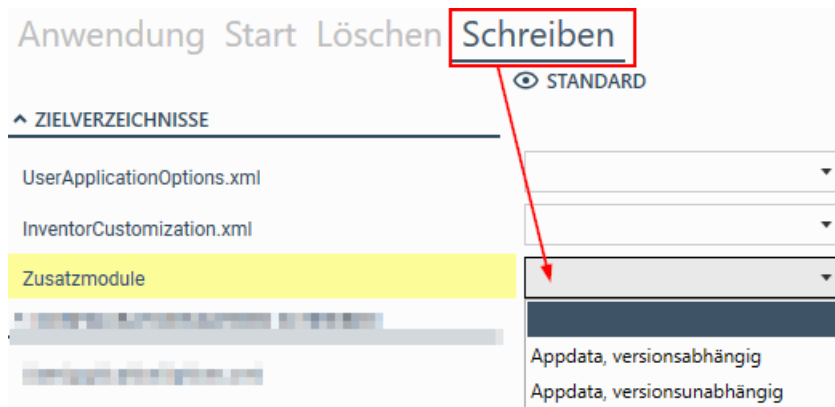 Anwendung Start Löschen Schreiben
STANDARD
ZIELVERZEICHNISSE
UserApplicationOptions.xml
InventorCustomization.xml
Zusatzmodule
Appdata, versionsabhängig
Appdata, versionsunabhängig